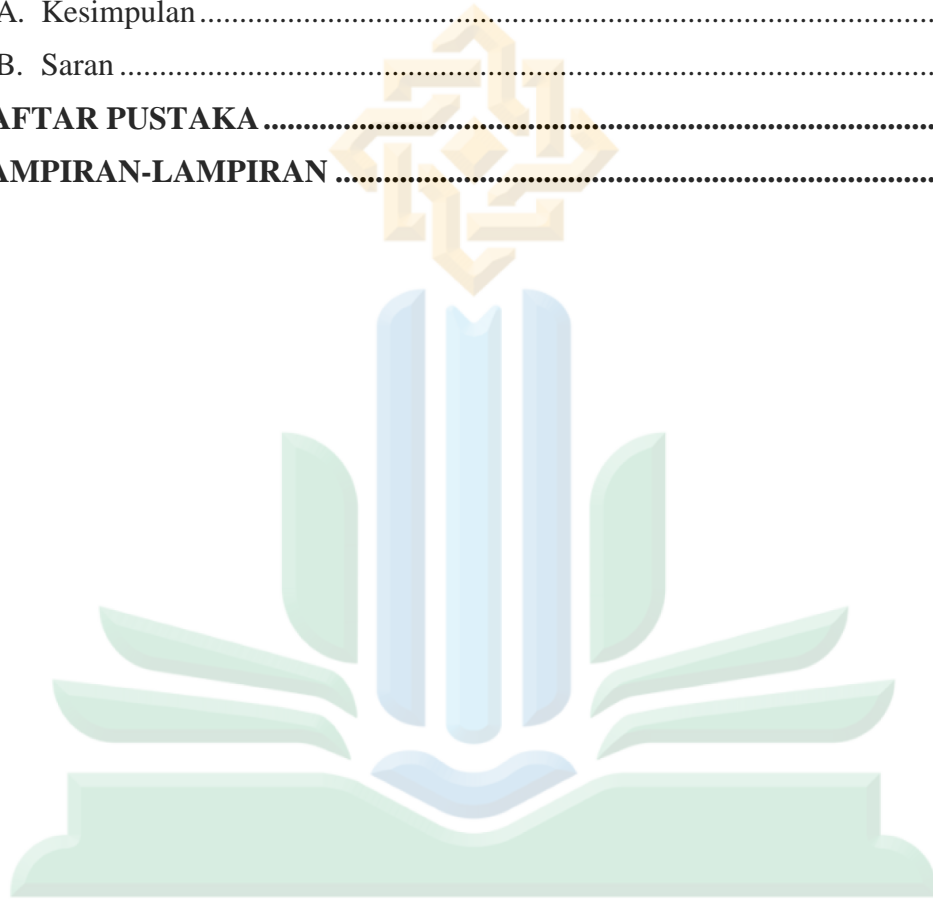 A. Kesimpulan................................................................................................
B. Saran ..........................................................................................................
AFTAR PUSTAKA.....................................................................................
AMPIRAN-LAMPIRAN ...........................................................................